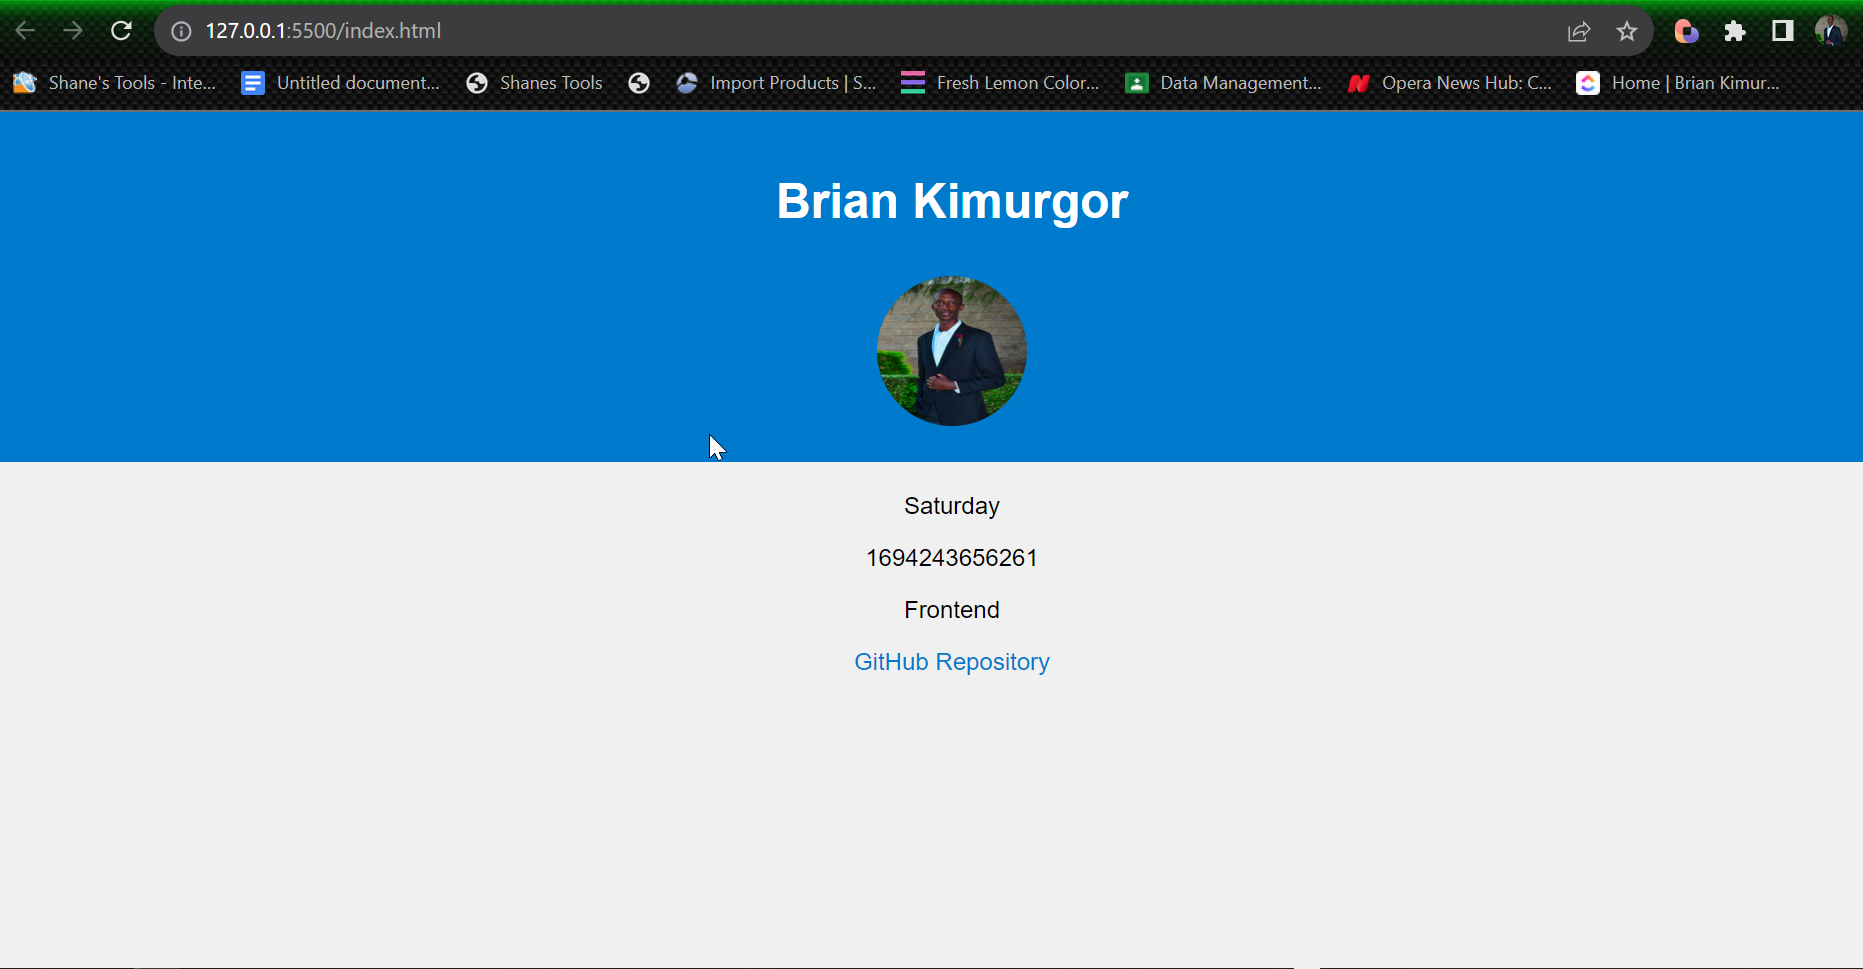 127.0.0.1:5500/index.html
Shane's Tools - Inte... Untitled document... Shanes Tools Import Products | S... Fresh Lemon Color... Data Management... Opera News Hub: C... Home | Brian Kimur...
Brian Kimurgor
Saturday
1694243656261
Frontend
GitHub Repository